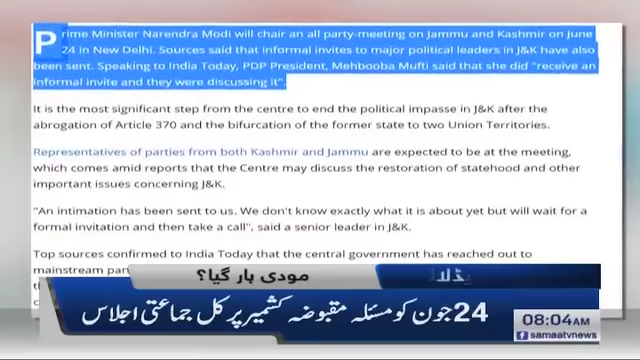 Prime Minister Narendra Modi will chair an all party-meeting on Jammu and Kashmir on June
24 in New Delhi. Sources said that informal invites to major political leaders in J&K have also
been sent. Speaking to India Today, PDP President, Mehbooba Mufti said that she did "receive an
informal invite and they were discussing it".
It is the most significant step from the centre to end the political impasse in J&K after the
abrogation of Article 370 and the bifurcation of the former state to two Union Territories.
Representatives of parties from both Kashmir and Jammu are expected to be at the meeting,
which comes amid reports that the Centre may discuss the restoration of statehood and other
important issues concerning J&K.
"An intimation has been sent to us. We don't know exactly what it is about yet but will wait for a
formal invitation and then take a call", said a senior leader in J&K.
Top sources confirmed to India Today that the central government has reached out to
mainstream
مودی ہار گیا؟
24 جون کو مسئلہ مقبوضہ کشمیر پر کل جماعتی اجلاس
08:04AM
samaatvnews